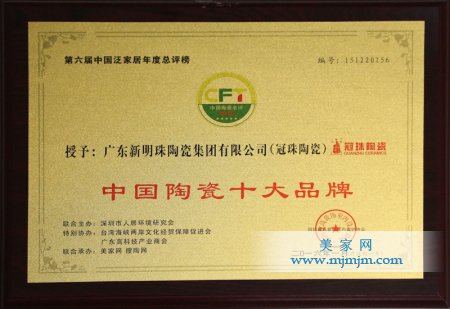 第六届中国泛家居年度总评榜
编号：151220156
CFT
中国陶瓷名评
授予：广东新明珠陶瓷集团有限公司（冠珠陶瓷）
冠珠陶瓷
GUANZHU CERAMICS
中国陶瓷十大品牌
联合主办：深圳市人居环境研究会
特别协办：台湾海峡两岸文化经贸保障促进会
广东高科技产业商会
联合承办：美家网 搜陶网
美家网
www.mjmjm.com